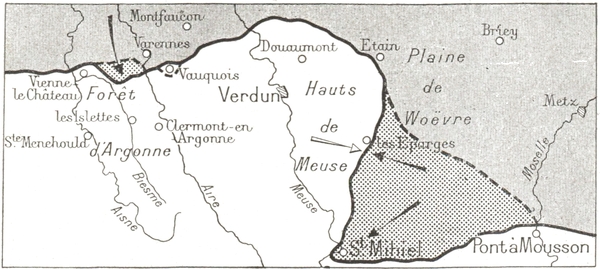 Montfaucon
Varennes
Vienne-
le Château
Vauquois
Forêt
les Islettes
Ste Menehould
Clermont-en
Argonne
d'Argonne
Biesme
Aisne
Aire
Douaumont
Verdun
Hauts
de
Meuse
Meuse
Etain
Briey
Plaine
de
Woëvre
Metz
Moselle
les Eparges
St Mihiel
Pont à Mousson